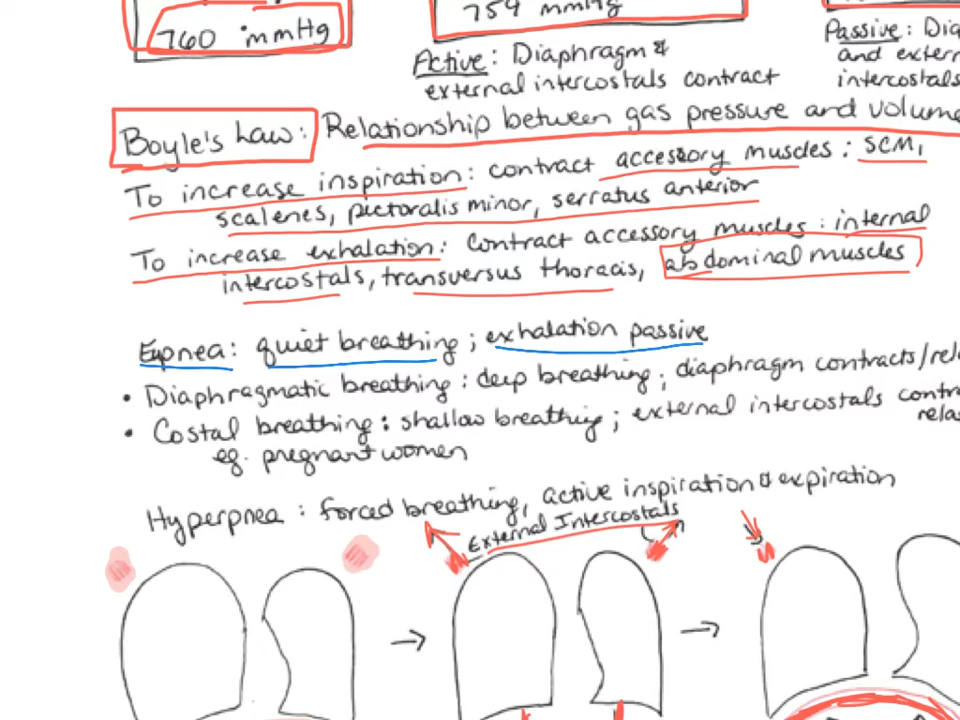 760 mmHg
759 mmHg
Active: Diaphragm &
external intercostals contract
Passive: Dia
and extern
intercostals
Boyle's Law: Relationship between gas pressure and volume
To increase inspiration: contract accessory muscles: SCM,
scalenes, pictoralis minor, serratus anterior
To increase exhalation: contract accessory muscles: internal
intercostals, transversus thoracis, abdominal muscles
Eupnea: quiet breathing; exhalation passive
• Diaphragmatic breathing: deep breathing; diaphragm contracts/rel
• Costal breathing: shallow breathing; external intercostals contra
relax
eg. pregnant women
Hyperpnea: forced breathing, active inspiration & expiration
External Intercostals